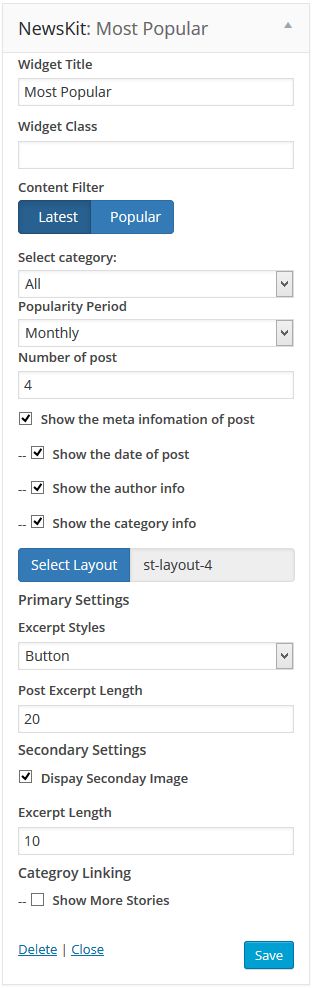 NewsKit: Most Popular
Widget Title
Most Popular
Widget Class
Content Filter
Latest Popular
Select category:
All
Popularity Period
Monthly
Number of post
4
Show the meta infomation of post
-- Show the date of post
-- Show the author info
-- Show the category info
Select Layout st-layout-4
Primary Settings
Excerpt Styles
Button
Post Excerpt Length
20
Secondary Settings
Dispay Seconday Image
Excerpt Length
10
Categroy Linking
-- Show More Stories
Delete | Close Save